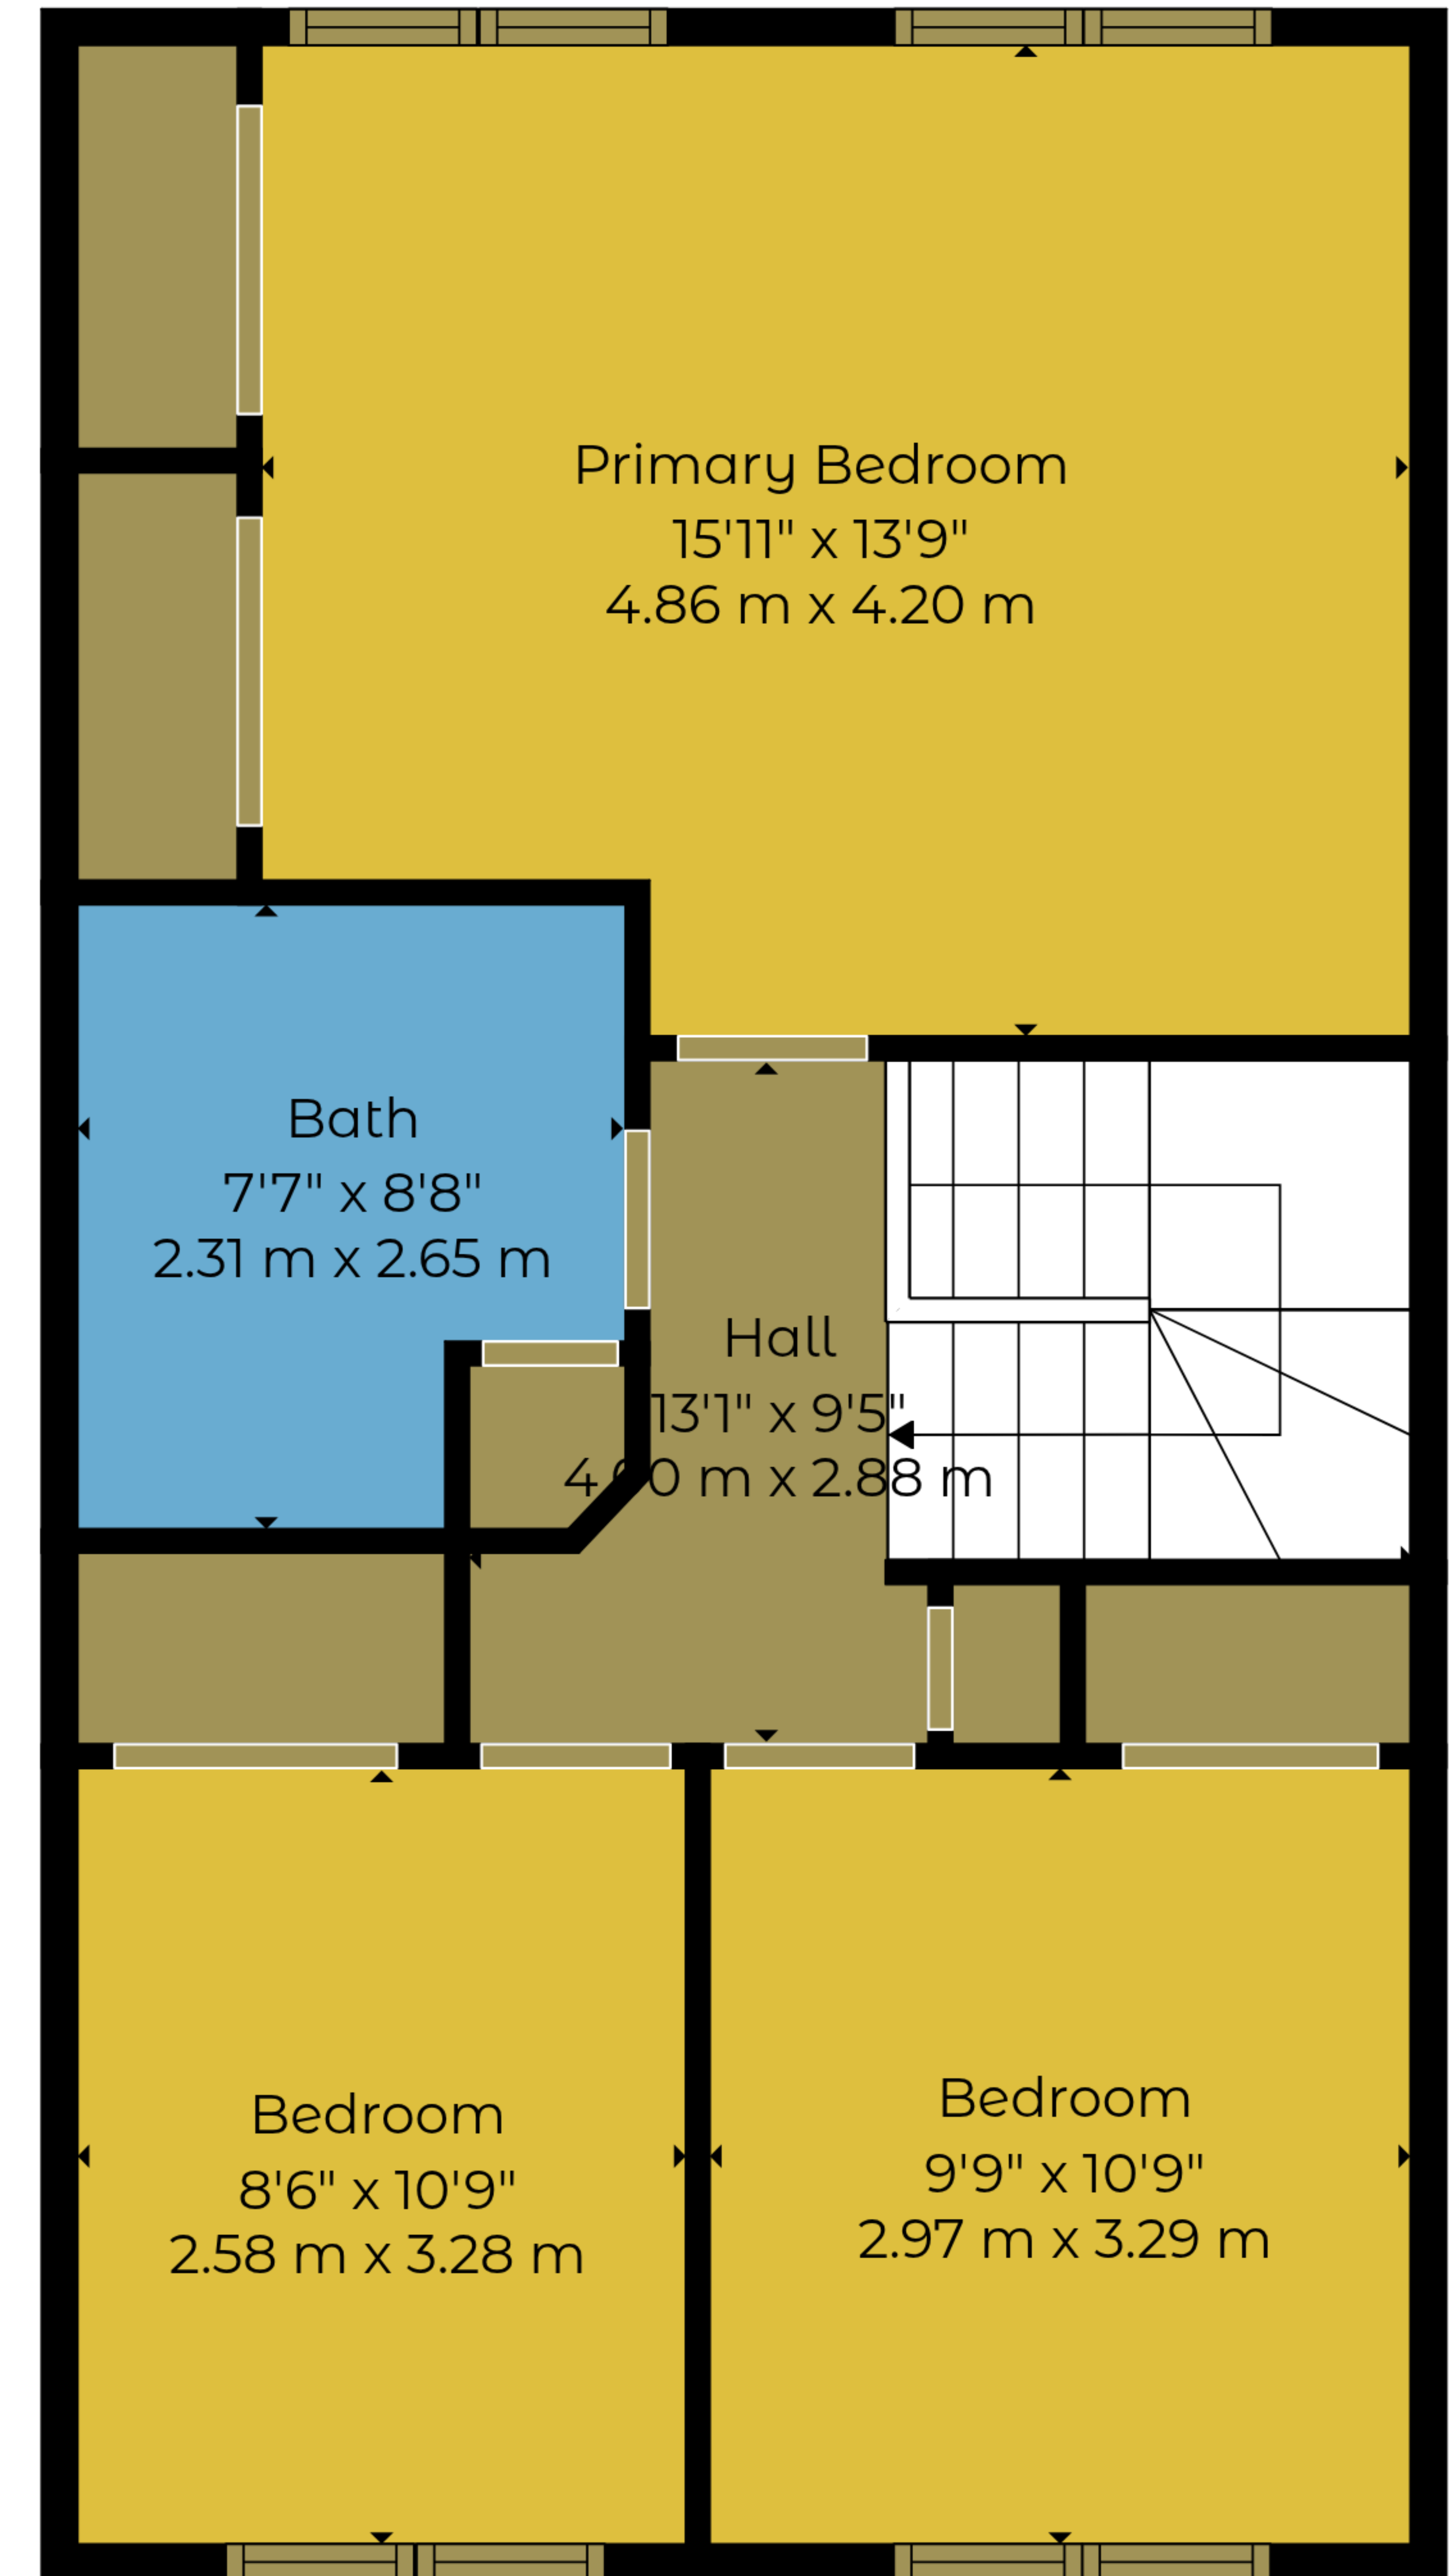 Primary Bedroom
15'11" x 13'9"
4.86 m x 4.20 m
Bath
7'7" x 8'8"
2.31 m x 2.65 m
Hall
13'1" x 9'5"
4.00 m x 2.88 m
Bedroom
8'6" x 10'9"
2.58 m x 3.28 m
Bedroom
9'9" x 10'9"
2.97 m x 3.29 m